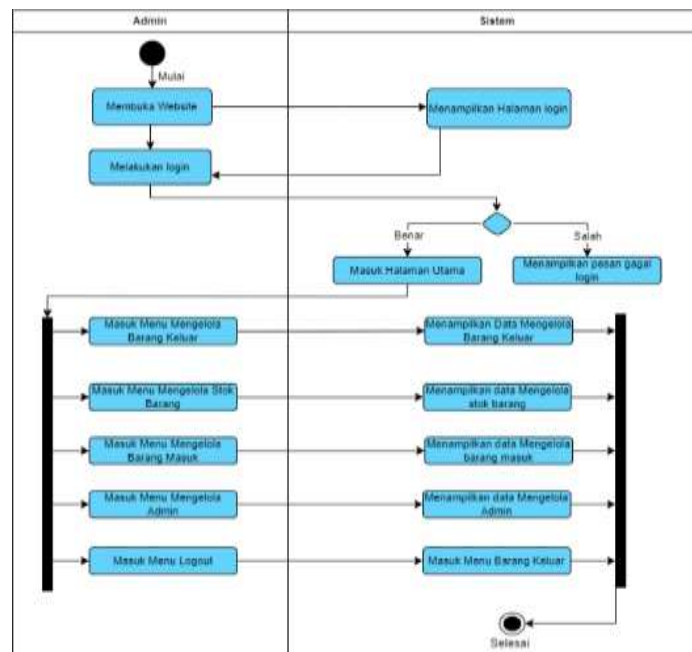 Admin
Sistem
Mulai
Membuka Website
Menampilkan Halaman login
Melakukan login
Benar
Salah
Masuk Halaman Utama
Menampilkan pesan gagal
login
Masuk Menu Mengelola
Barang Keluar
Menampilkan Data Mengelola
Barang Keluar
Masuk Menu Mengelola Stok
Barang
Menampilkan data Mengelola
stok barang
Masuk Menu Mengelola
Barang Masuk
Menampilkan data Mengelola
barang masuk
Masuk Menu Mengelola
Admin
Menampilkan data Mengelola
Admin
Masuk Menu Logout
Masuk Menu Barang Keluar
Selesai